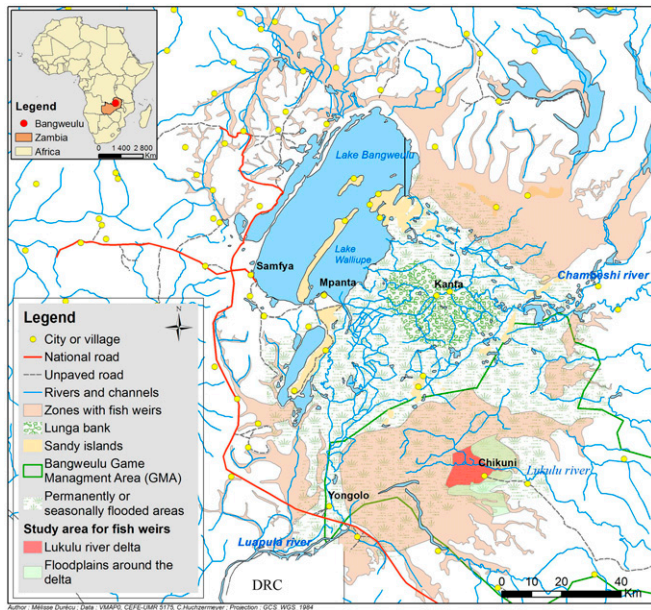 Legend
Bangweulu
Zambia
Africa
0 1 400 2 800
Km
Lake Bangweulu
Lake
Walliupe
Samfya
Mpanta
Kanfa
Chambeshi river
Legend
N
City or village
National road
Unpaved road
Rivers and channels
Zones with fish weirs
Lunga bank
Sandy islands
Bangweulu Game
Managment Area (GMA)
Permanently or
seasonally flooded areas
Study area for fish weirs
Lukulu river delta
Floodplains around the
delta
Chikuni
Lukulu river
Yongolo
Luapula river
DRC
0 10 20 40
Km
Author : Mélisse Durécu ; Data : VMAP0, CEFE-UMR 5175, C.Huchzermeyer ; Projection : GCS WGS 1984